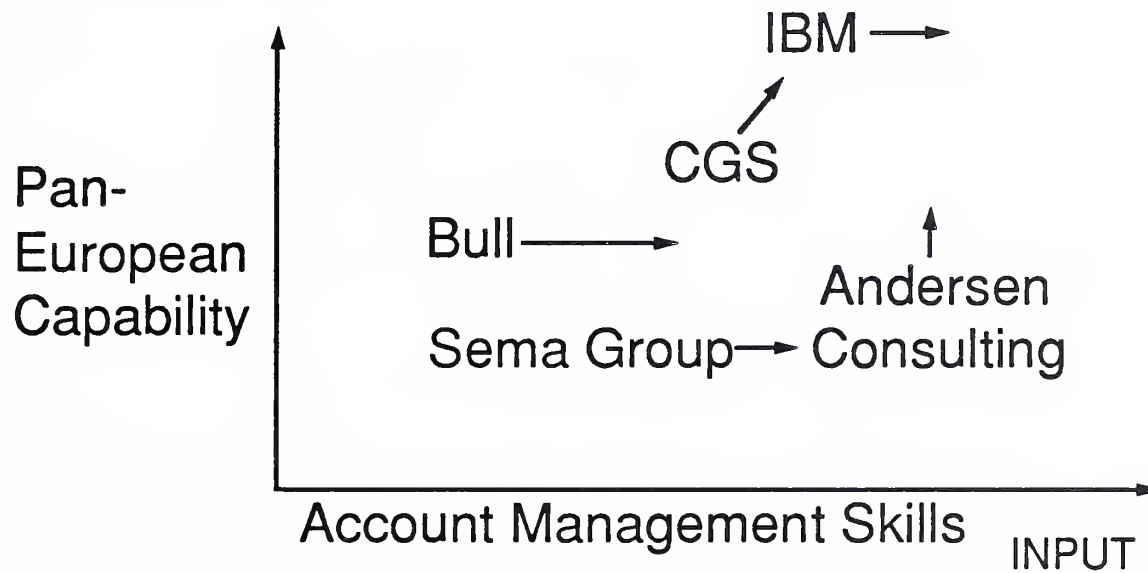 IBM
CGS
Pan-
European
Capability
Bull
Andersen
Consulting
Sema Group
Account Management Skills
INPUT